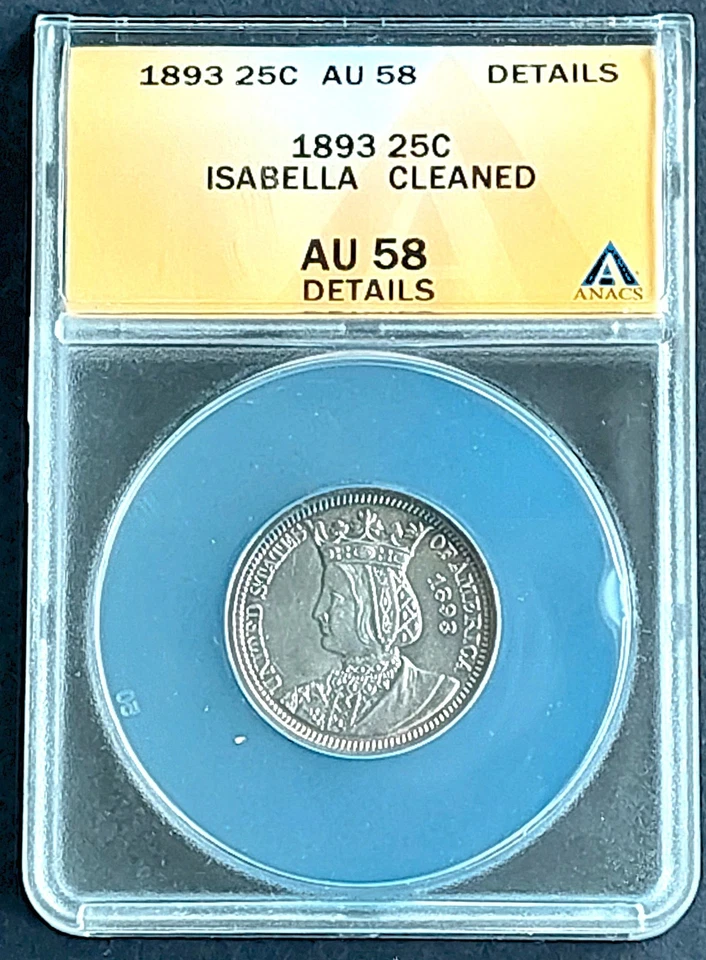 1893 25C AU 58 DETAILS
1893 25C
ISABELLA CLEANED
AU 58
DETAILS
ANACS
UNITED STATES OF AMERICA
1893